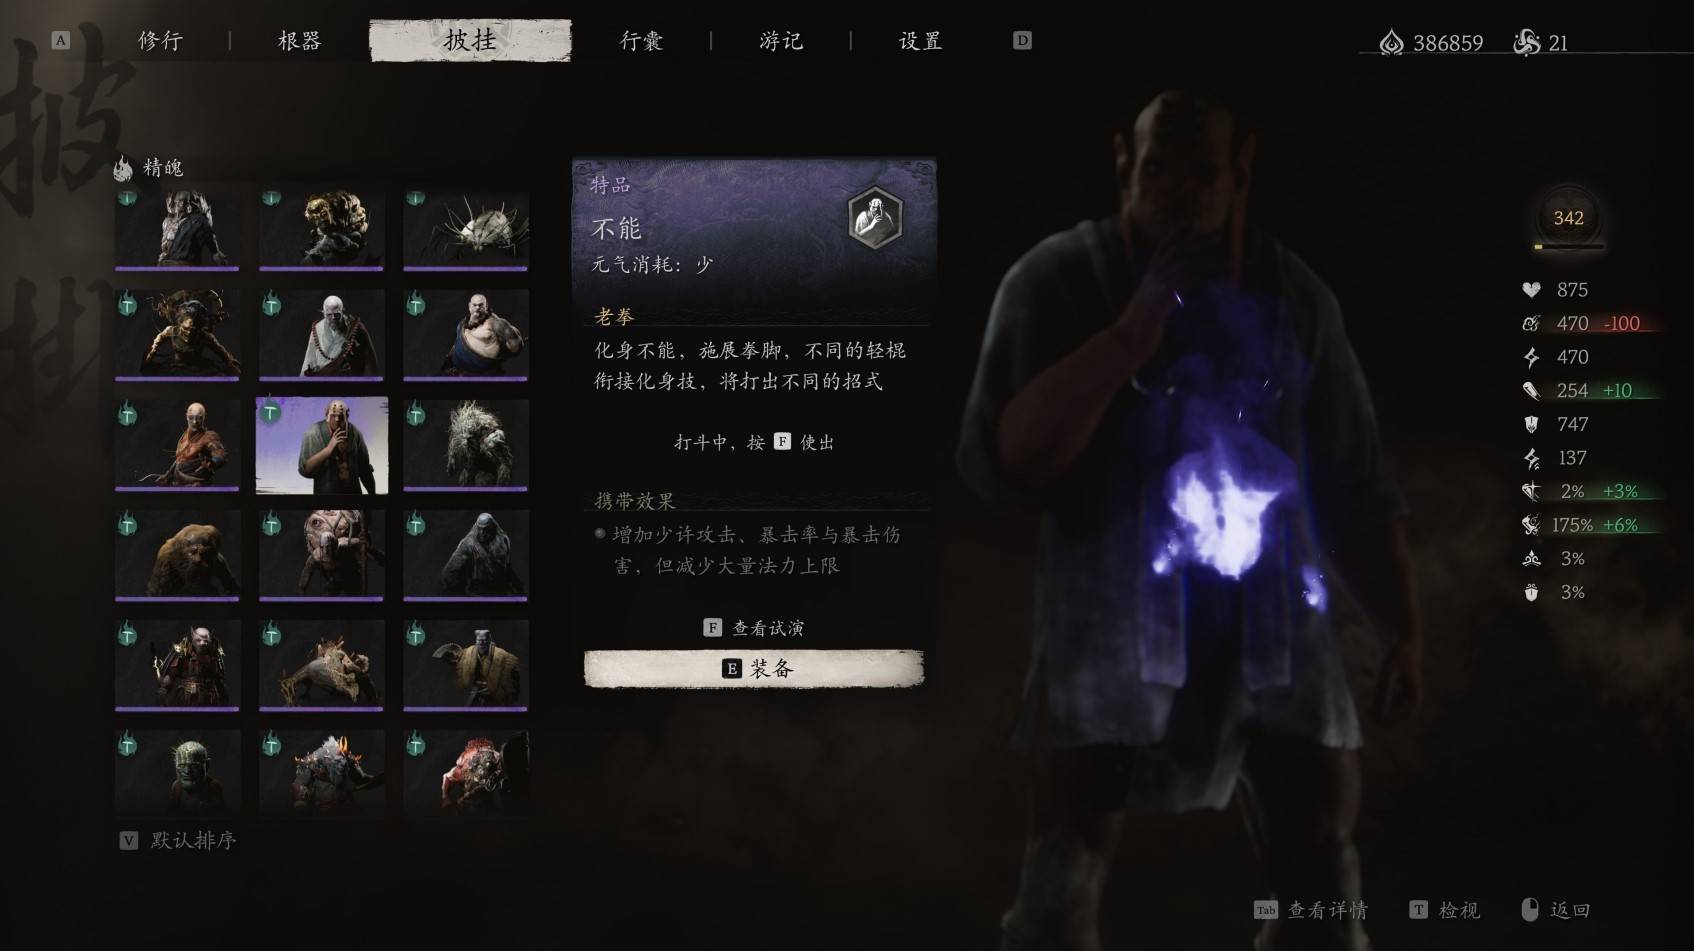 A 修行 | 根器 披挂 行囊 | 游记 | 设置 D
386859 21
披挂
精魄
特品
不能
元气消耗：少
老拳
化身不能，施展拳脚，不同的轻棍
衔接化身技，将打出不同的招式
打斗中，按 F 使出
携带效果
增加少许攻击、暴击率与暴击伤
害，但减少大量法力上限
F 查看试演
E 装备
V 默认排序
342
875
470 -100
470
254 +10
747
137
2% +3%
175% +6%
3%
3%
Tab 查看详情 T 检视 返回